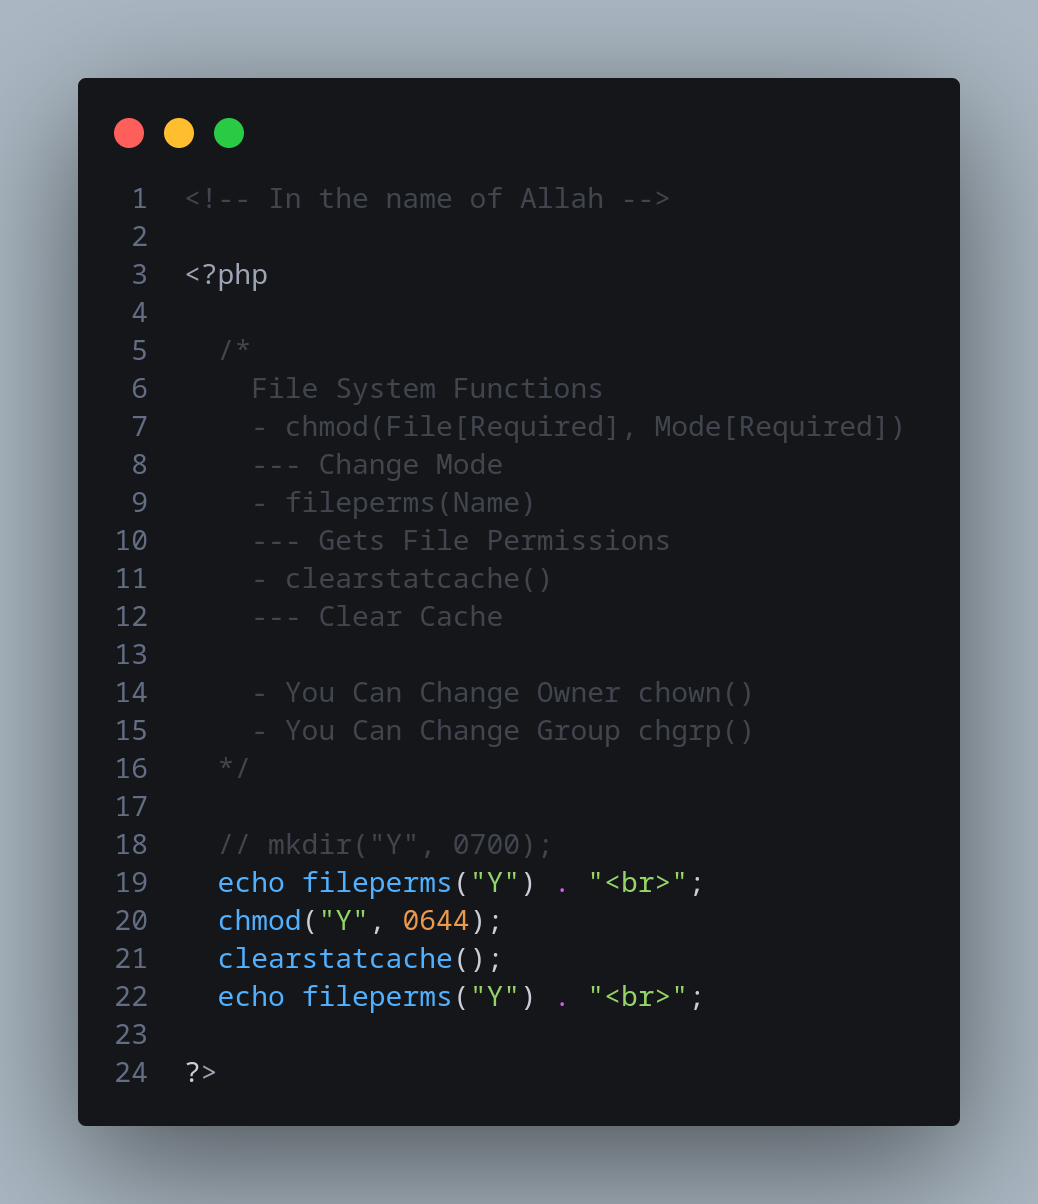 1 <!-- In the name of Allah -->
2
3 <?php
4
5 /*
6 File System Functions
7 - chmod(File[Required], Mode[Required])
8 --- Change Mode
9 - fileperms(Name)
10 --- Gets File Permissions
11 - clearstatcache()
12 --- Clear Cache
13
14 - You Can Change Owner chown()
15 - You Can Change Group chgrp()
16 */
17
18 // mkdir("Y", 0700);
19 echo fileperms("Y") . "<br>";
20 chmod("Y", 0644);
21 clearstatcache();
22 echo fileperms("Y") . "<br>";
23
24 ?>